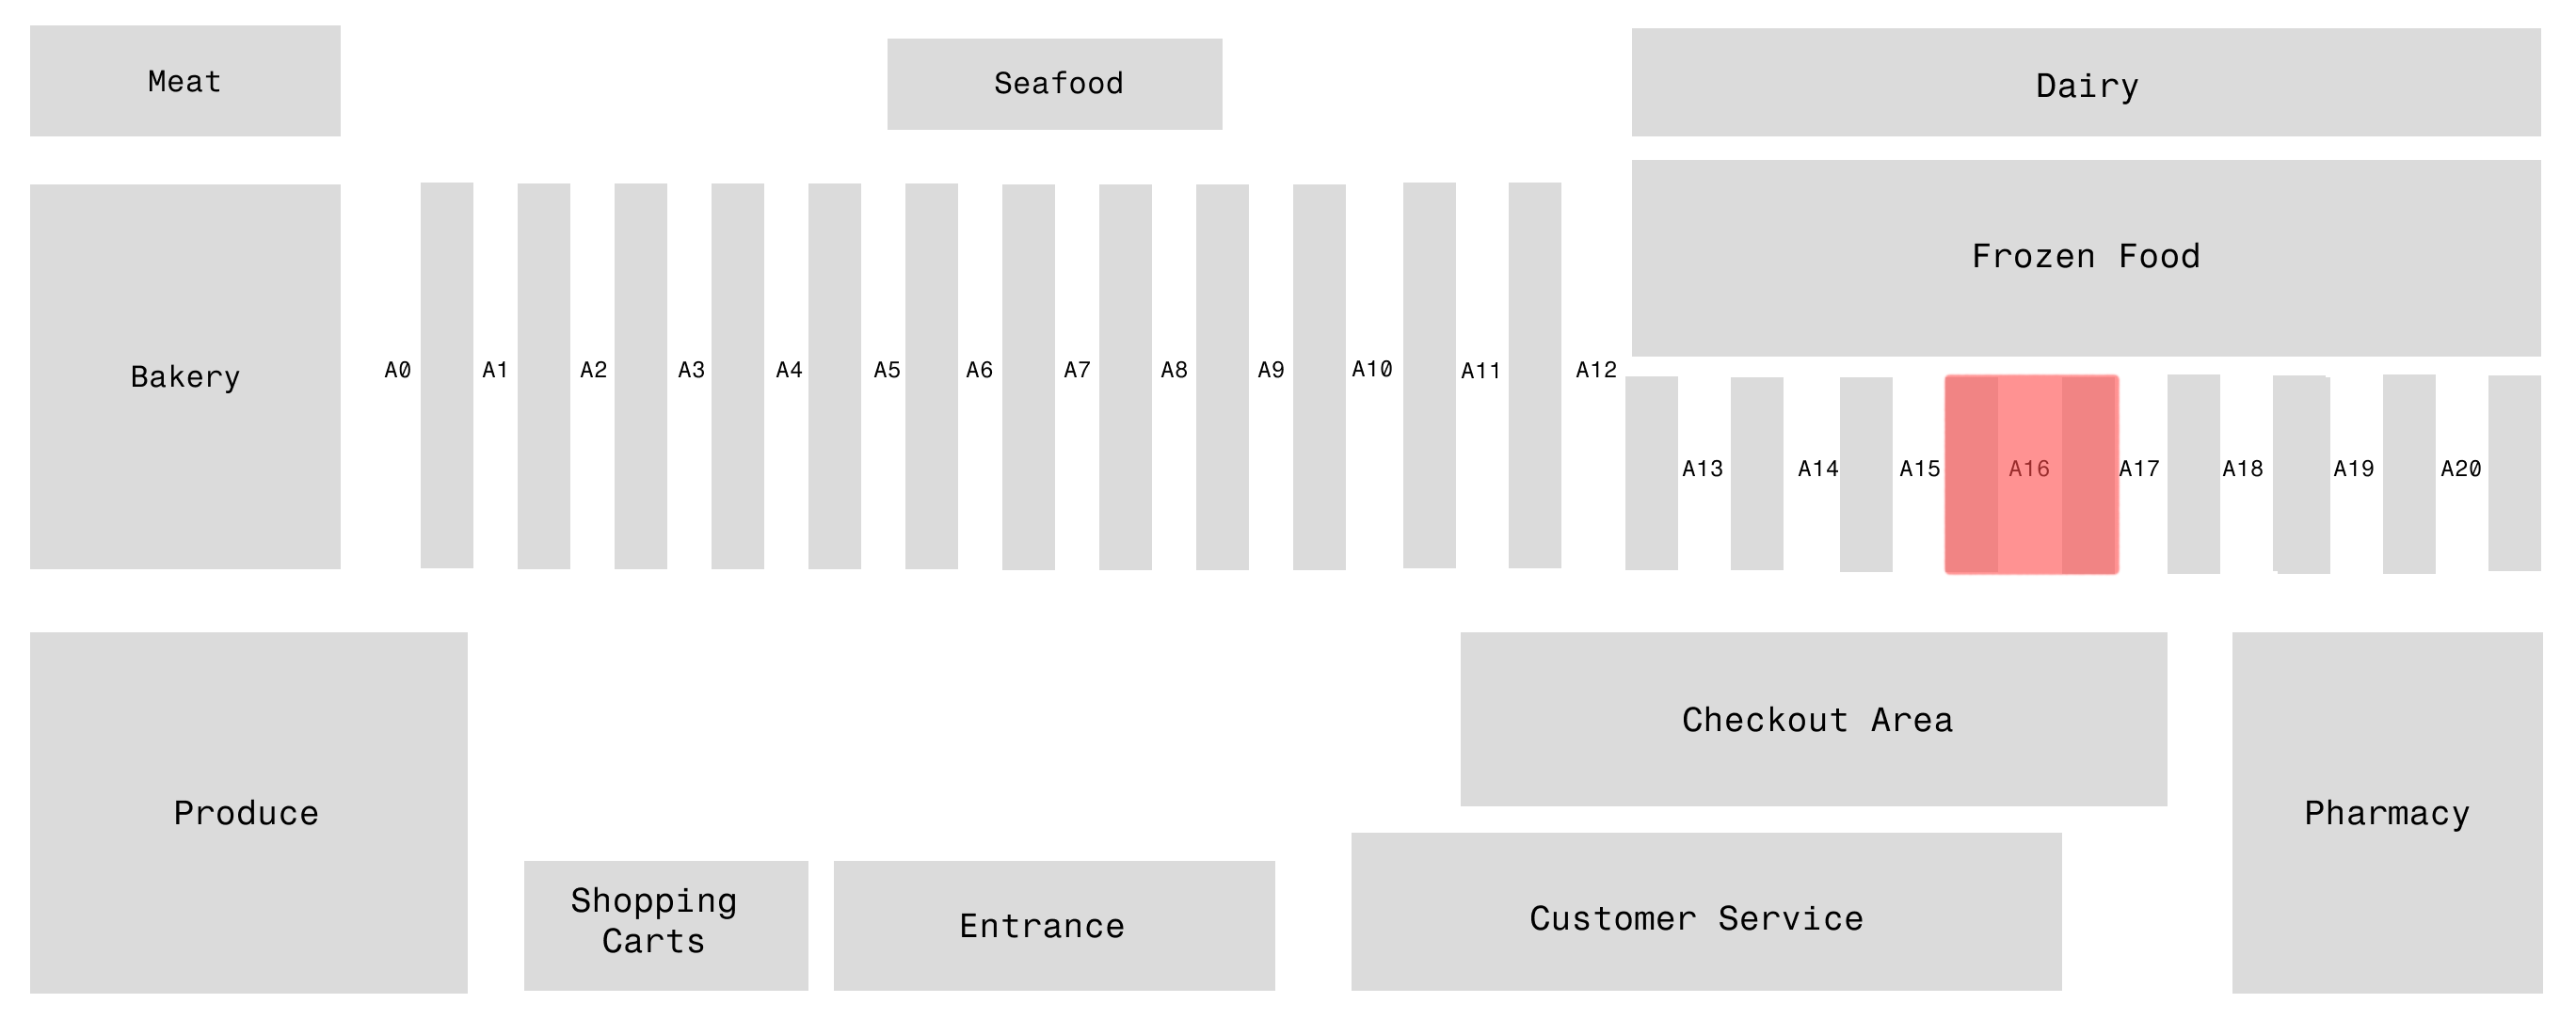 Meat
Seafood
Dairy
Frozen Food
Bakery
A0
A1
A2
A3
A4
A5
A6
A7
A8
A9
A10
A11
A12
A13
A14
A15
A16
A17
A18
A19
A20
Produce
Checkout Area
Pharmacy
Shopping
Carts
Entrance
Customer Service